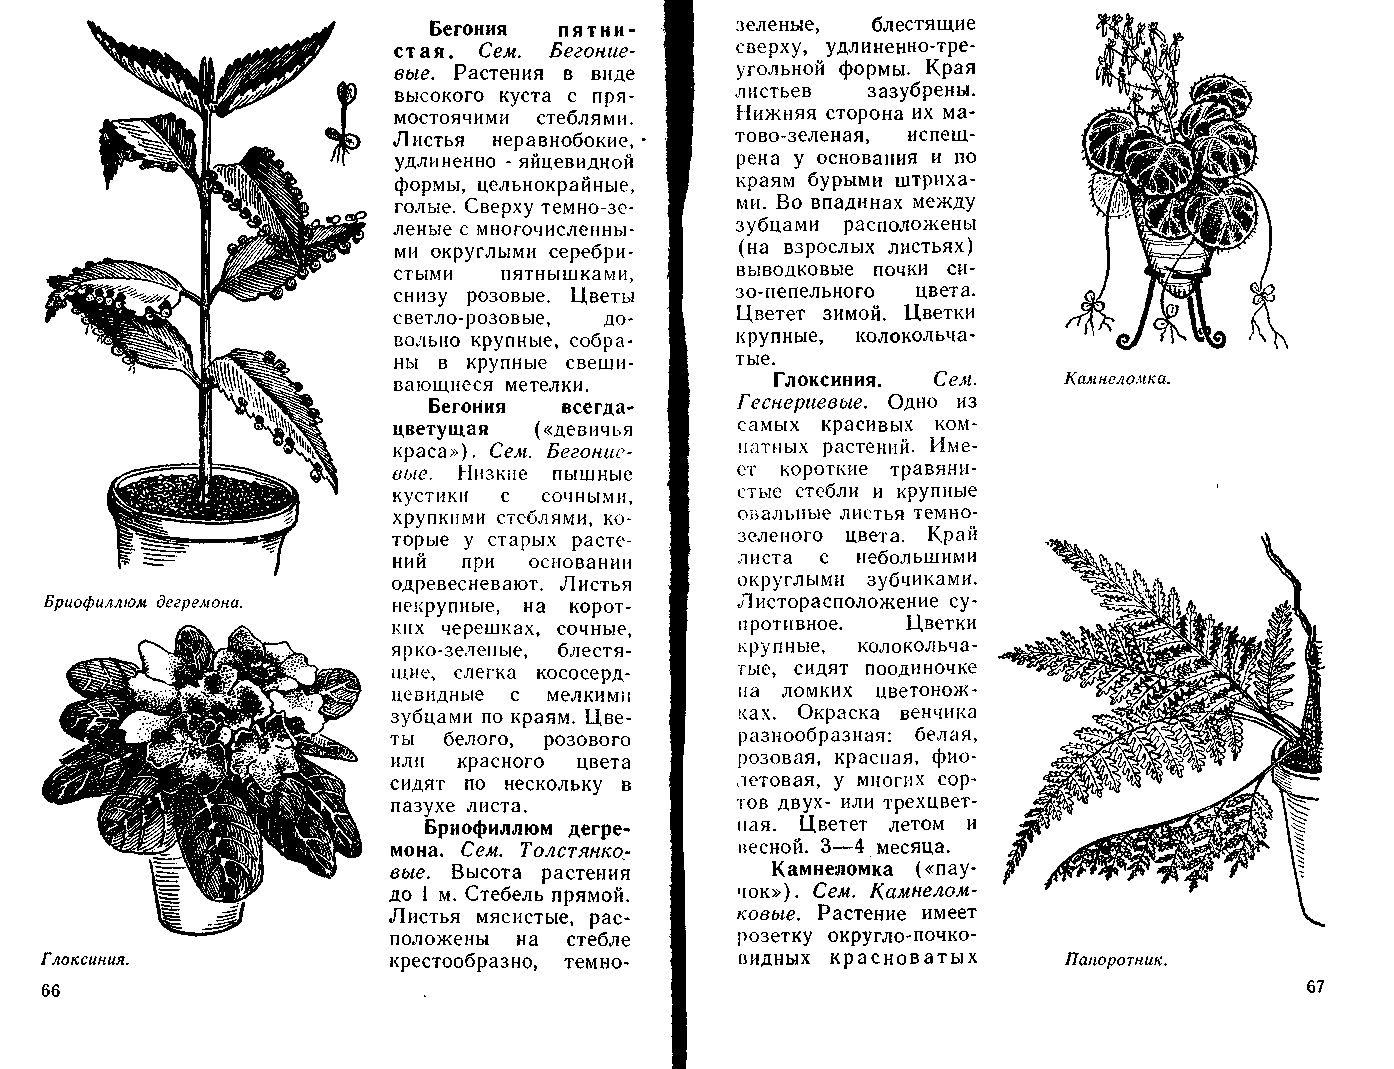 Бегония пятни-
стая. Сем. Бегоние-
вые. Растения в виде
высокого куста с пря-
мостоячими стеблями.
Листья неравнобокие,
удлиненно - яйцевидной
формы, цельнокрайные,
голые. Сверху темно-зе-
леные с многочисленны-
ми округлыми серебри-
стыми пятнышками,
снизу розовые. Цветы
светло-розовые, до-
вольно крупные, собра-
ны в крупные свеши-
вающиеся метелки.
Бегония всегда-
цветущая («девичья
краса»). Сем. Бегоние-
вые. Низкие пышные
кустики с сочными,
хрупкими стеблями, ко-
торые у старых расте-
ний при основании
одревесневают. Листья
некрупные, на корот-
ких черешках, сочные,
ярко-зеленые, блестя-
щие, слегка кососерд-
цевидные с мелкими
зубцами по краям. Цве-
ты белого, розового
или красного цвета
сидят по нескольку в
пазухе листа.
Бриофиллюм дегре-
мона. Сем. Толстянко-
вые. Высота растения
до 1 м. Стебель прямой.
Листья мясистые, рас-
положены на стебле
крестообразно, темно-
Бриофиллюм дегремона.
Глоксиния.
66
зеленые, блестящие
сверху, удлиненно-тре-
угольной формы. Края
листьев зазубрены.
Нижняя сторона их ма-
тово-зеленая, испещ-
рена у основания и по
краям бурыми штриха-
ми. Во впадинах между
зубцами расположены
(на взрослых листьях)
выводковые почки си-
зо-пепельного цвета.
Цветет зимой. Цветки
крупные, колокольча-
тые.
Глоксиния. Сем.
Геснериевые. Одно из
самых красивых ком-
натных растений. Име-
ет короткие травяни-
стые стебли и крупные
овальные листья темно-
зеленого цвета. Край
листа с небольшими
округлыми зубчиками.
Листорасположение су-
противное. Цветки
крупные, колокольча-
тые, сидят поодиночке
на ломких цветонож-
ках. Окраска венчика
разнообразная: белая,
розовая, красная, фио-
летовая, у многих сор-
тов двух- или трехцвет-
ная. Цветет летом и
весной. 3—4 месяца.
Камнеломка («пау-
чок»). Сем. Камнелом-
ковые. Растение имеет
розетку округло-почко-
видных красноватых
Камнеломка.
Папоротник.
67